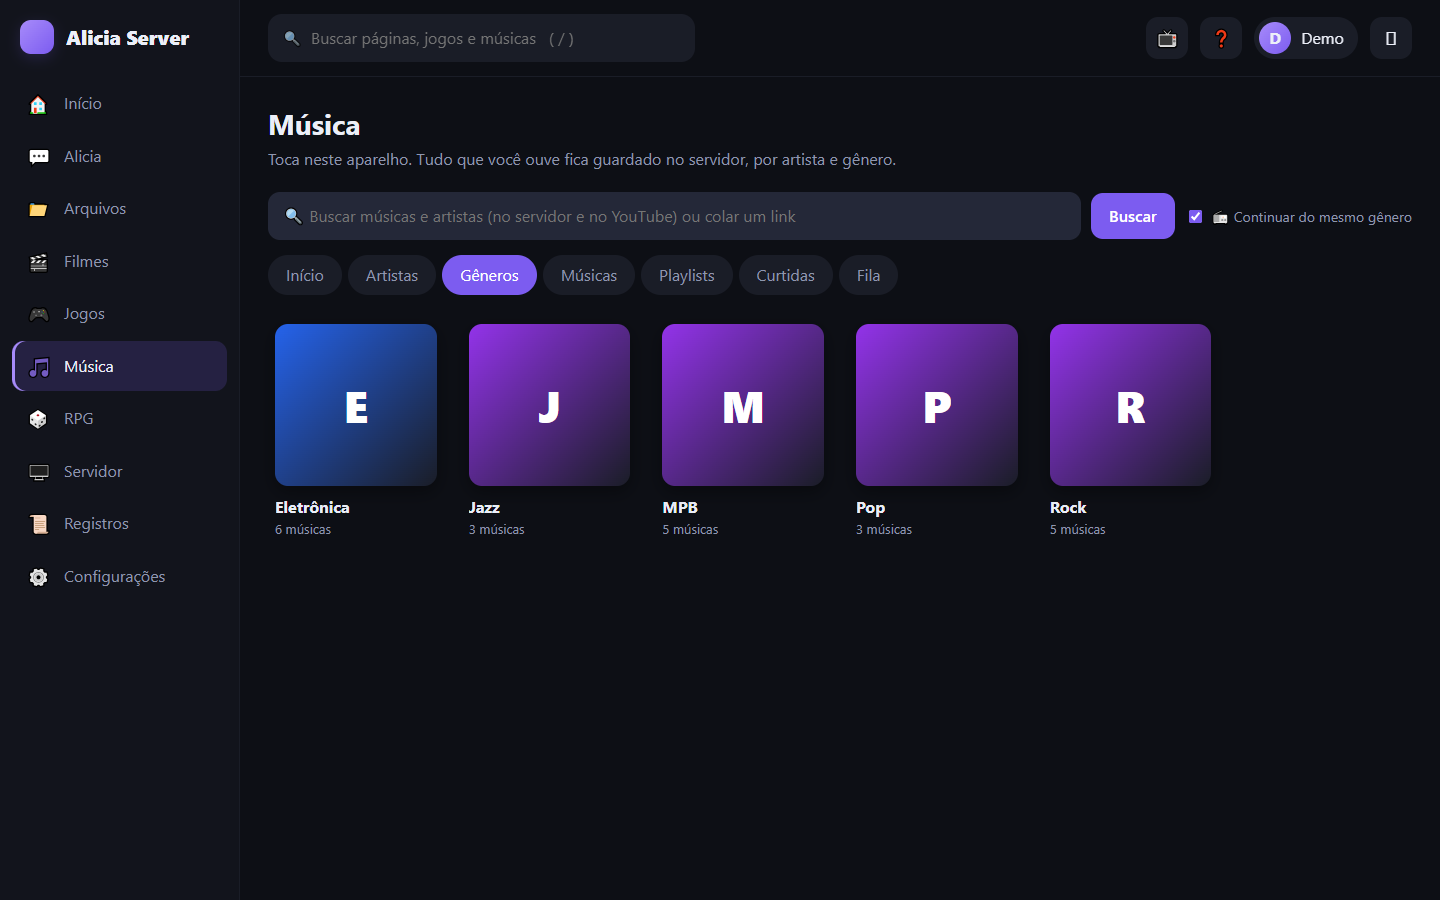 Alicia Server
Buscar páginas, jogos e músicas ( / )
D Demo
Início
Alicia
Arquivos
Filmes
Jogos
Música
RPG
Servidor
Registros
Configurações
Música
Toca neste aparelho. Tudo que você ouve fica guardado no servidor, por artista e gênero.
Buscar músicas e artistas (no servidor e no YouTube) ou colar um link
Buscar
Continuar do mesmo gênero
Início Artistas Gêneros Músicas Playlists Curtidas Fila
E J M P R
Eletrônica Jazz MPB Pop Rock
6 músicas 3 músicas 5 músicas 3 músicas 5 músicas